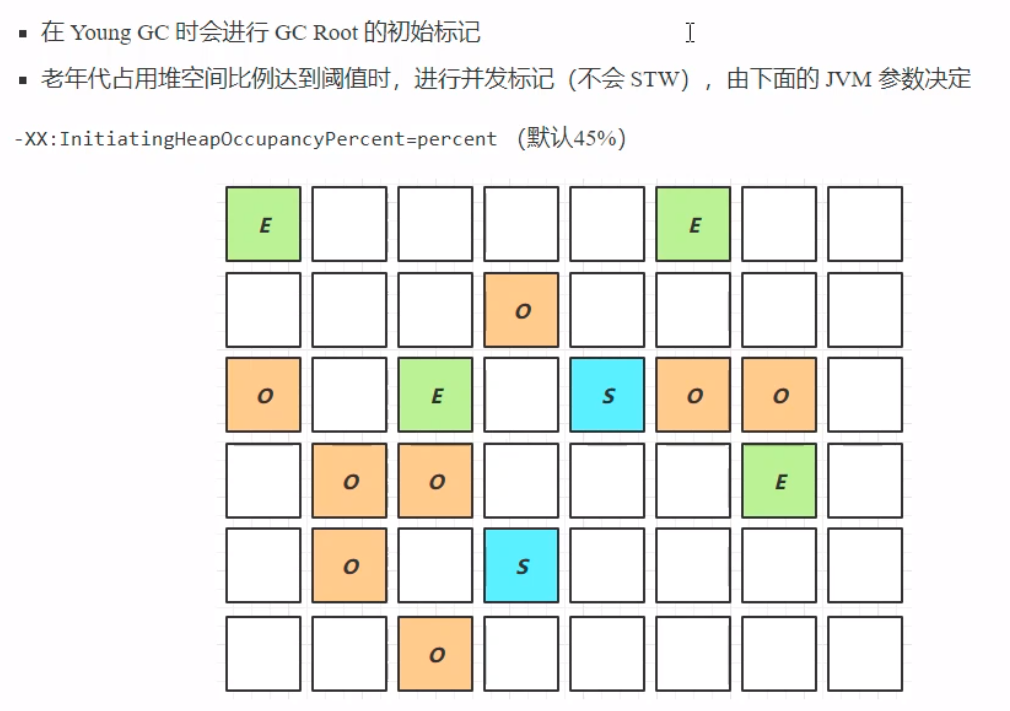 ▪ 在 Young GC 时会进行 GC Root 的初始标记
▪ 老年代占用堆空间比例达到阈值时，进行并发标记（不会 STW），由下面的 JVM 参数决定
-XX:InitiatingHeapOccupancyPercent=percent （默认45%）
E E
O
O E S O O
O O E
O S
O